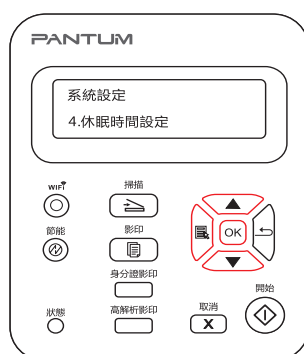 PANTUM
系統設定
4.休眠時間設定
WIFI
掃描
節能
影印
OK
身分證影印
開始
狀態
高解析影印
取消
X